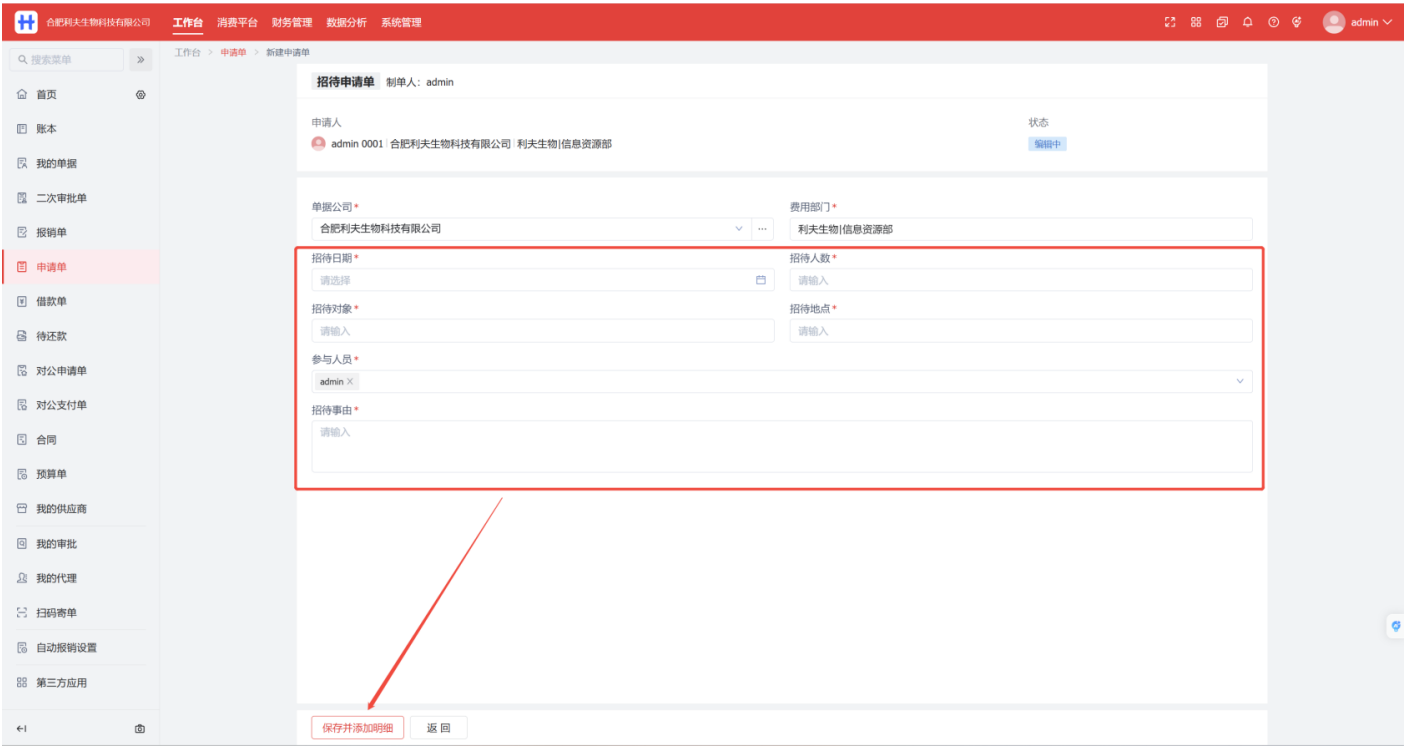 合肥利夫生物科技有限公司 工作台 消费平台 财务管理 数据分析 系统管理 admin
搜索菜单
工作台 > 申请单 > 新建申请单
首页
账本
我的单据
二次审批单
报销单
申请单
借款单
待还款
对公申请单
对公支付单
合同
预算单
我的供应商
我的审批
我的代理
扫码寄单
自动报销设置
第三方应用
招待申请单 制单人：admin
申请人 状态
admin 0001 合肥利夫生物科技有限公司 利夫生物|信息资源部 编辑中
单据公司* 费用部门*
合肥利夫生物科技有限公司 ... 利夫生物|信息资源部
招待日期* 招待人数*
请选择 请输入
招待对象* 招待地点*
请输入 请输入
参与人员*
admin ×
招待事由*
请输入
保存并添加明细 返 回